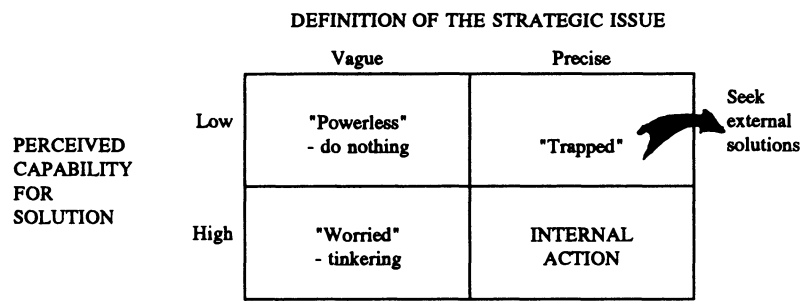 DEFINITION OF THE STRATEGIC ISSUE
Vague
Precise
PERCEIVED
CAPABILITY
FOR
SOLUTION
Low
"Powerless"
- do nothing
"Trapped"
Seek
external
solutions
High
"Worried"
- tinkering
INTERNAL
ACTION